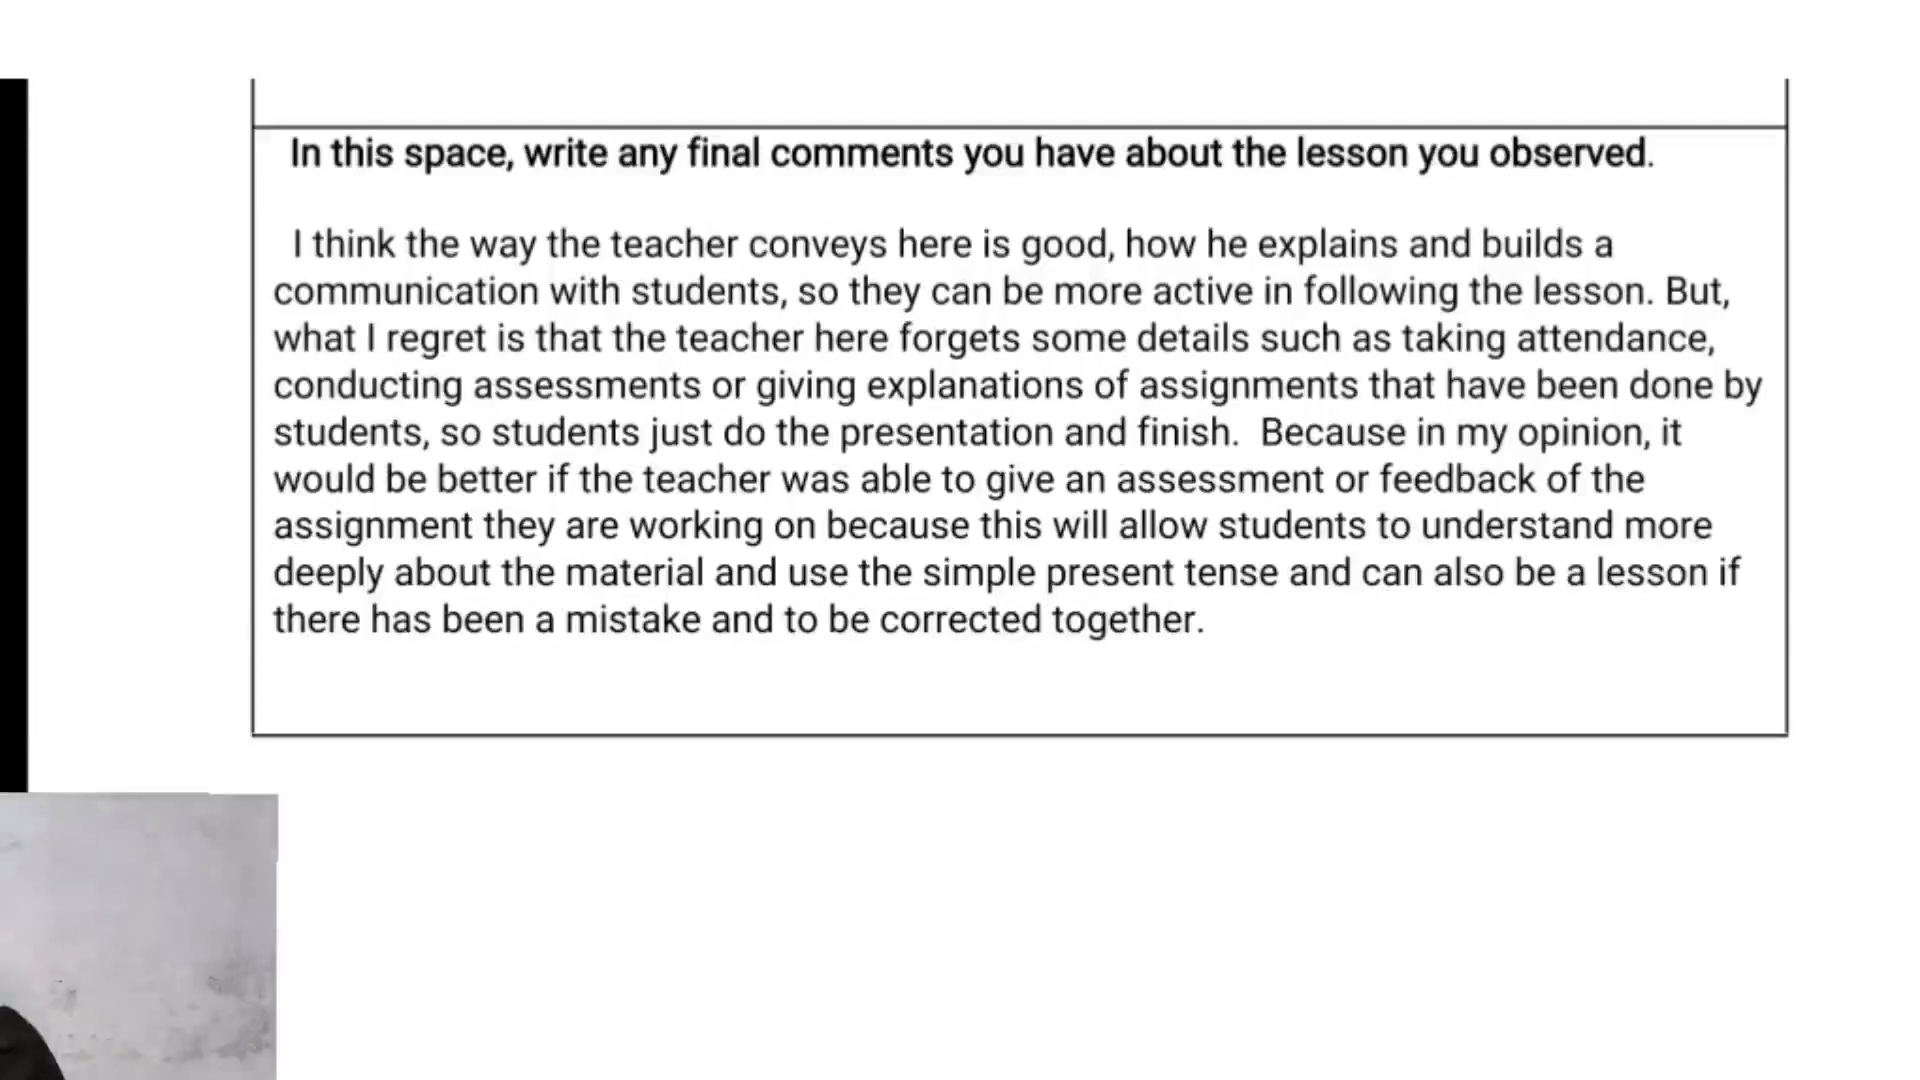 In this space, write any final comments you have about the lesson you observed.
I think the way the teacher conveys here is good, how he explains and builds a
communication with students, so they can be more active in following the lesson. But,
what I regret is that the teacher here forgets some details such as taking attendance,
conducting assessments or giving explanations of assignments that have been done by
students, so students just do the presentation and finish.  Because in my opinion, it
would be better if the teacher was able to give an assessment or feedback of the
assignment they are working on because this will allow students to understand more
deeply about the material and use the simple present tense and can also be a lesson if
there has been a mistake and to be corrected together.